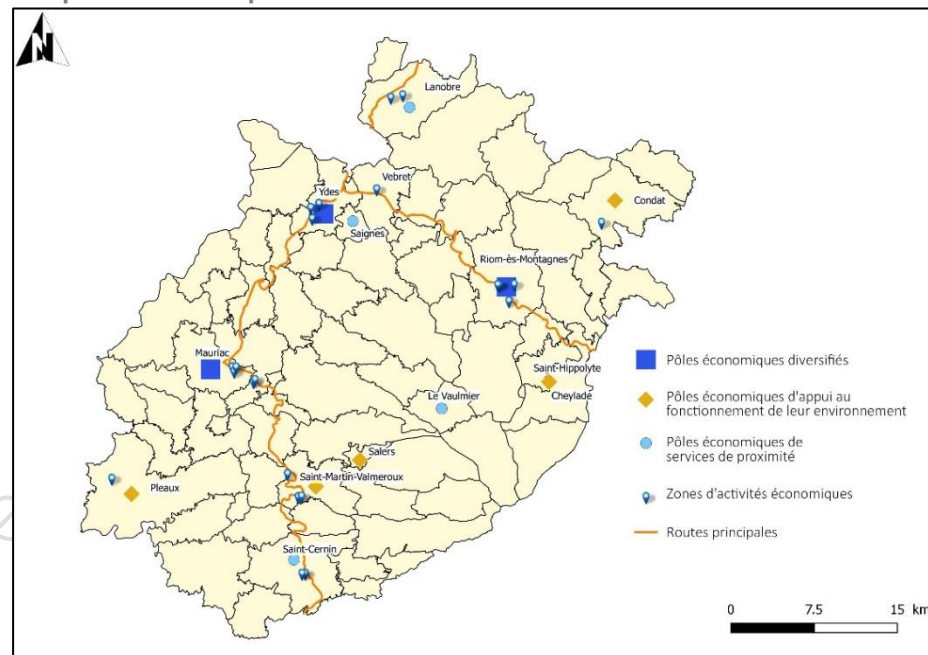 N
Lanobre
Vebret
Ydes
Condat
Saignes
Riom-ès-Montagnes
Mauriac
Saint-Hippolyte
Cheylade
Le Vaulmier
Salers
Saint-Martin-Valmeroux
Pleaux
Saint-Cernin
Pôles économiques diversifiés
Pôles économiques d'appui au
fonctionnement de leur environnement
Pôles économiques de
services de proximité
Zones d'activités économiques
Routes principales
0 7.5 15 km